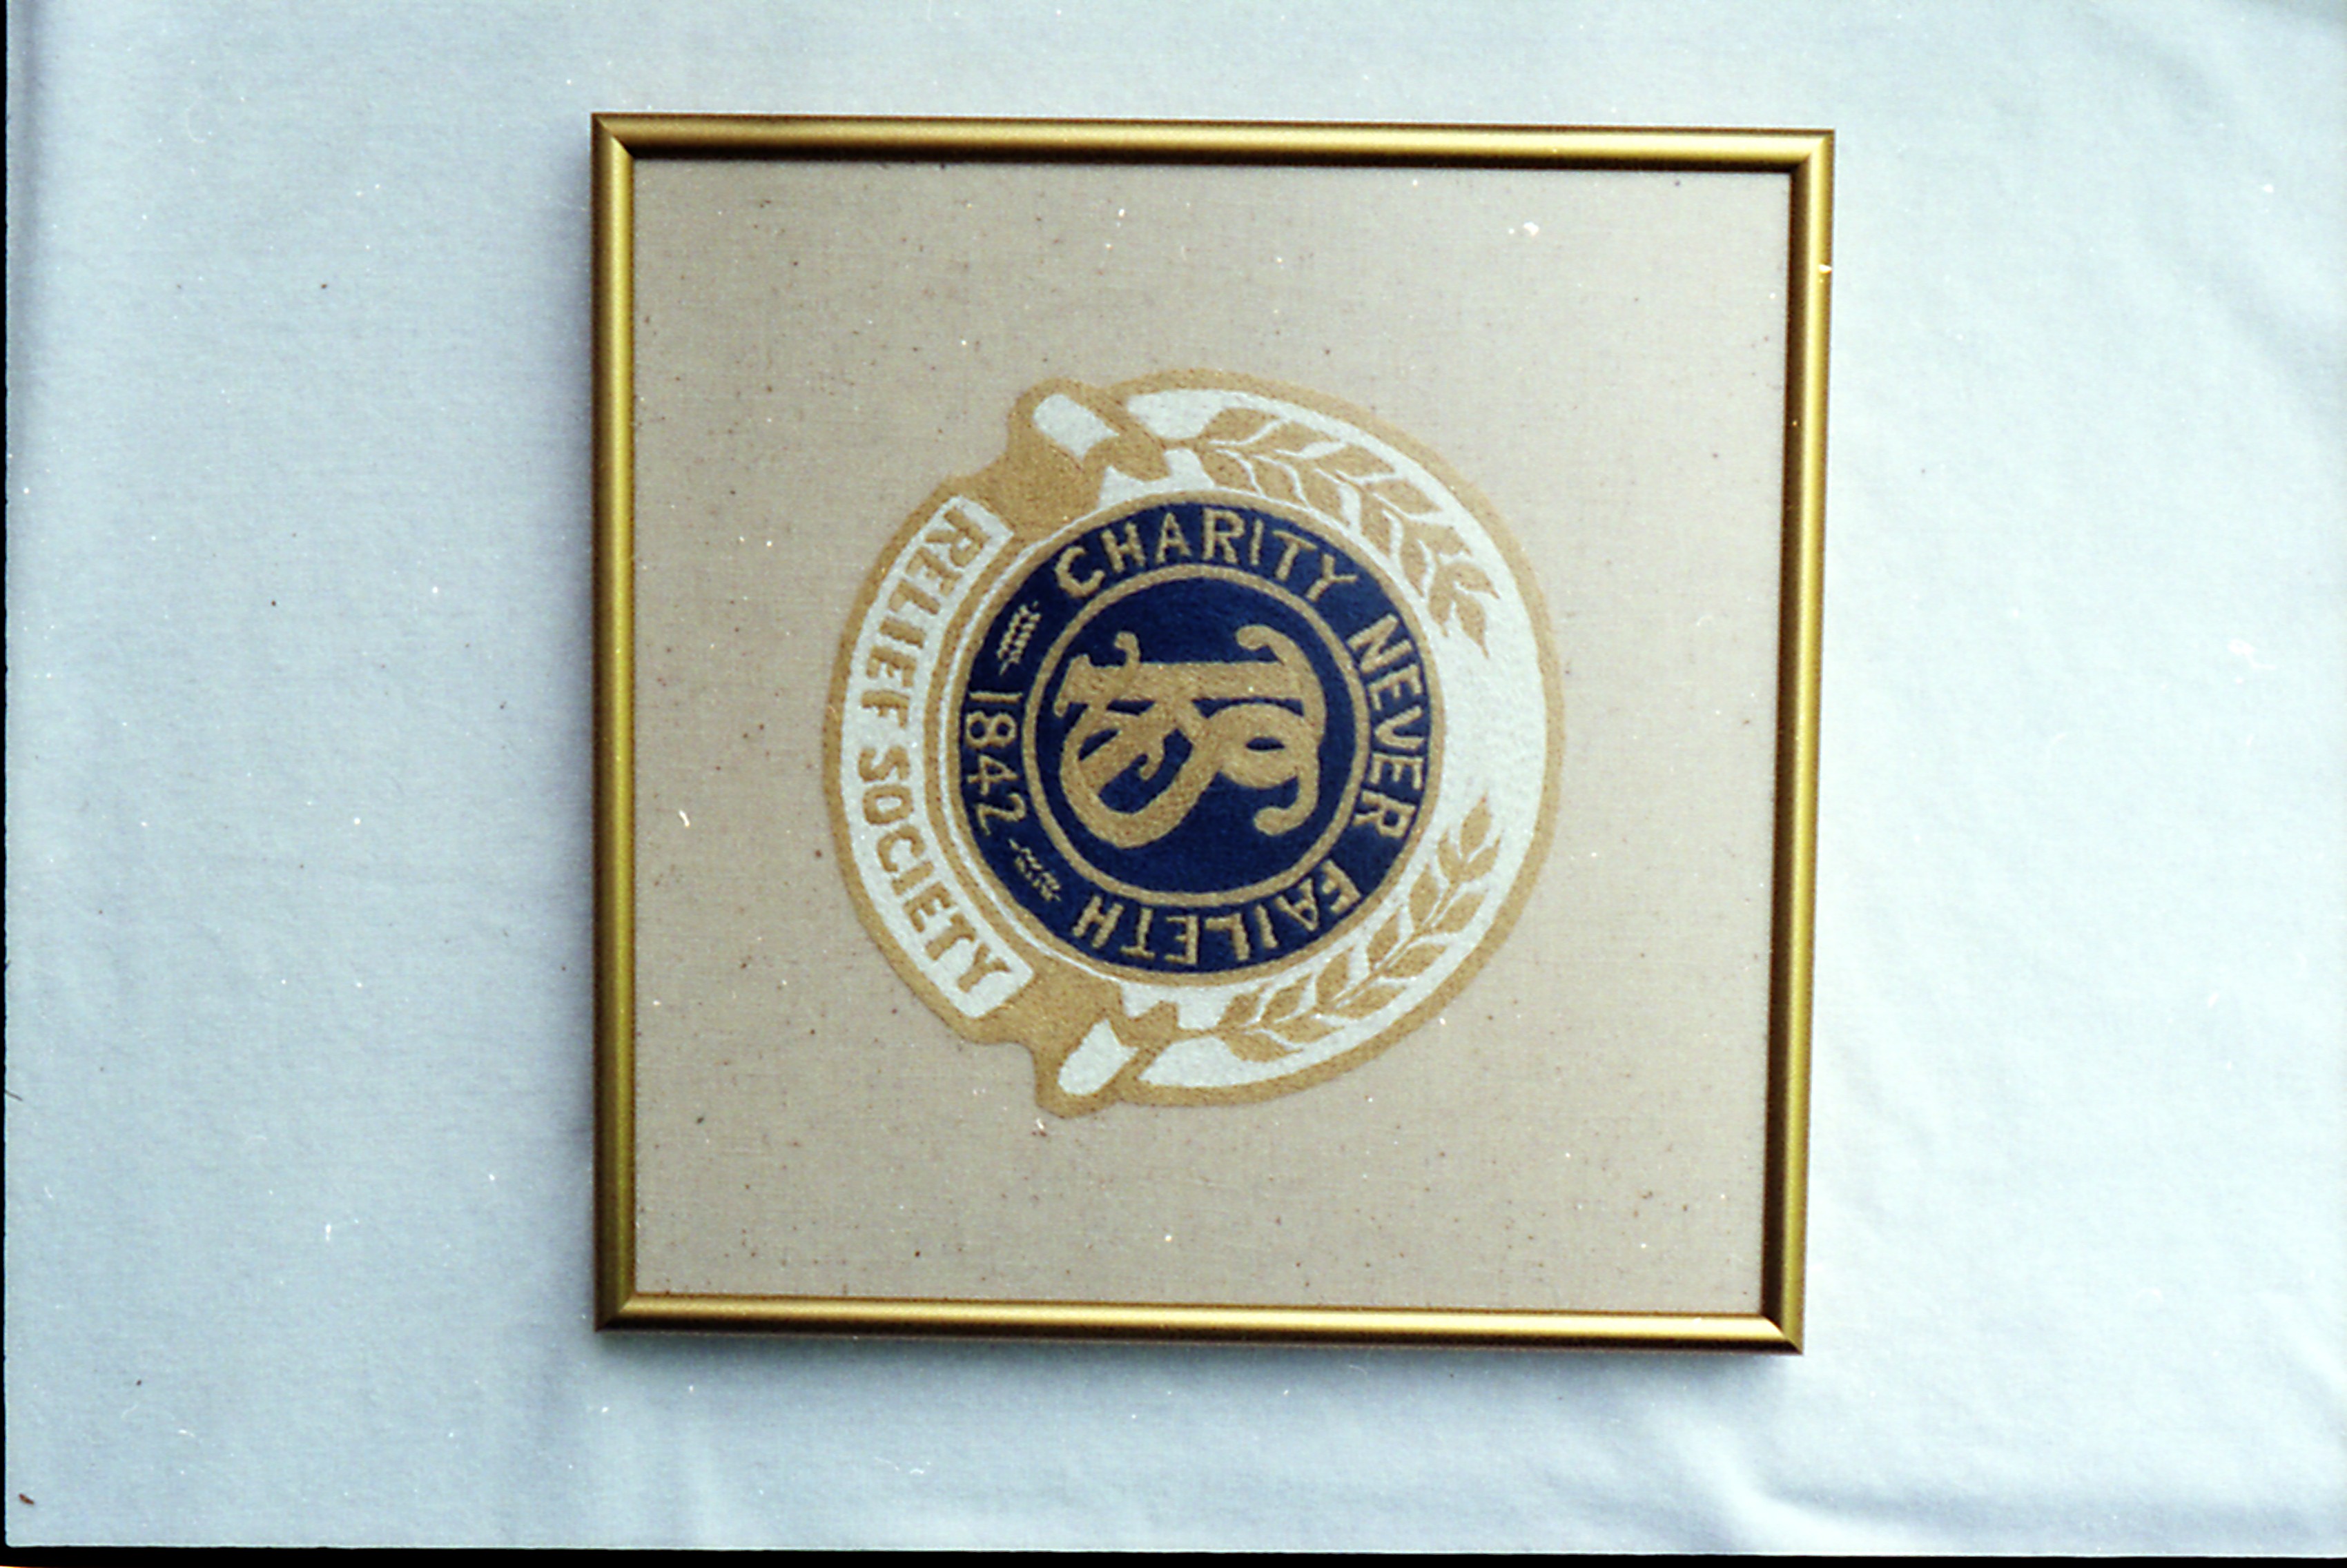 CHARITY NEVER FAILETH
RS
1842
RELIEF SOCIETY